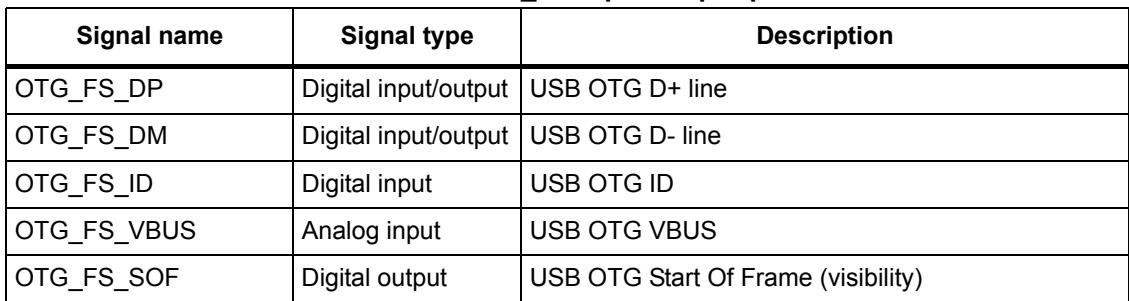 Signal name Signal type Description
OTG_FS_DP Digital input/output USB OTG D+ line
OTG_FS_DM Digital input/output USB OTG D- line
OTG_FS_ID Digital input USB OTG ID
OTG_FS_VBUS Analog input USB OTG VBUS
OTG_FS_SOF Digital output USB OTG Start Of Frame (visibility)